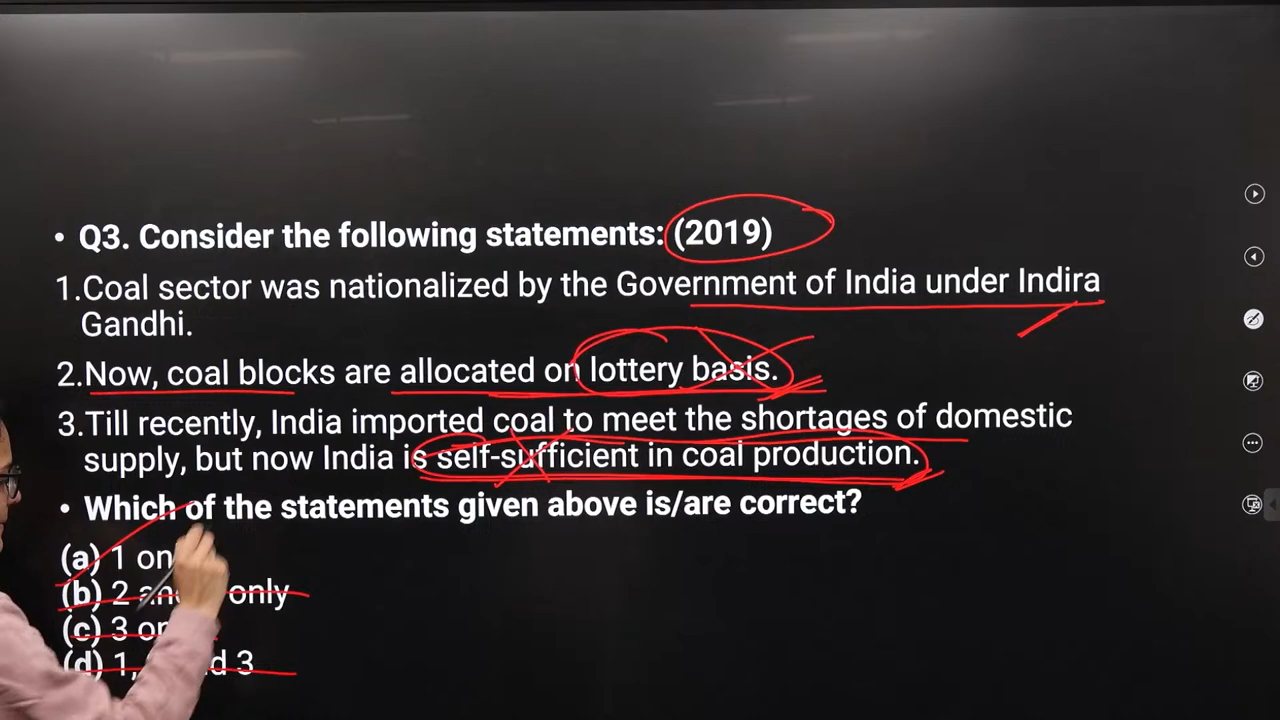 • Q3. Consider the following statements: (2019)
1.Coal sector was nationalized by the Government of India under Indira
Gandhi.
2.Now, coal blocks are allocated on lottery basis.
3.Till recently, India imported coal to meet the shortages of domestic
supply, but now India is self-sufficient in coal production.
• Which of the statements given above is/are correct?
(a) 1
(b) 2 only
(c) 3
(d) 1, 3